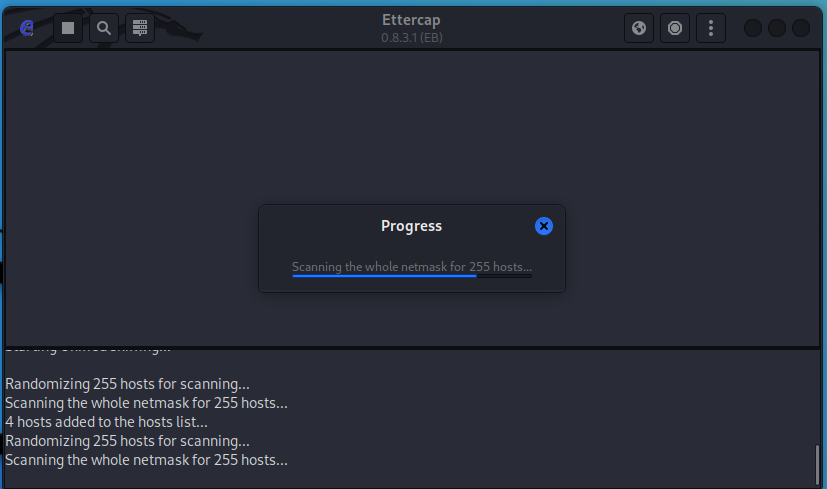 Ettercap
0.8.3.1 (EB)
Progress
Scanning the whole netmask for 255 hosts...
Randomizing 255 hosts for scanning...
Scanning the whole netmask for 255 hosts...
4 hosts added to the hosts list...
Randomizing 255 hosts for scanning...
Scanning the whole netmask for 255 hosts...